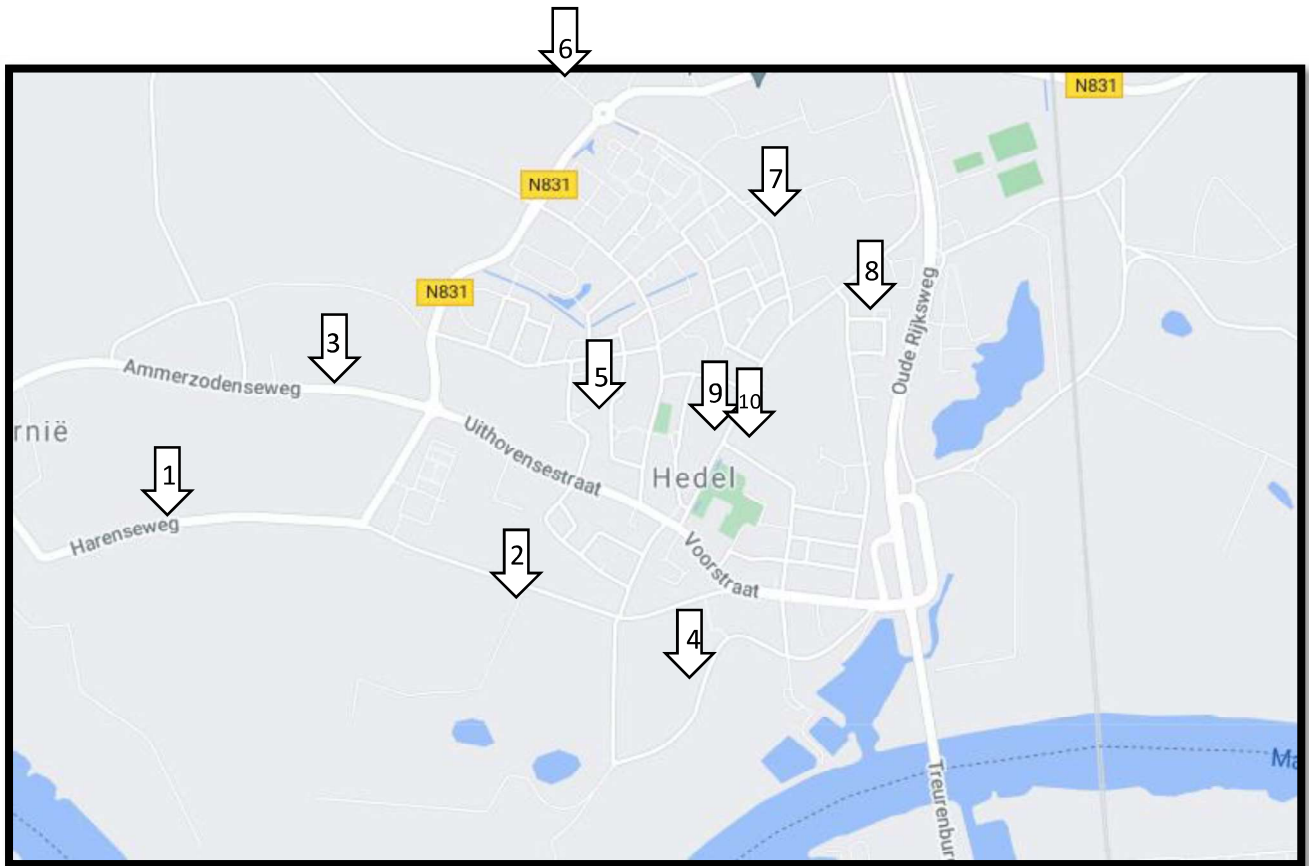 6
N831
7
N831
8
N831
3
Ammerzodenseweg
5
9
10
Oude Rijksweg
rnië
Uithovensestraat
1
Hedel
Harenseweg
2
Voorstraat
4
Ma
Treurenbur